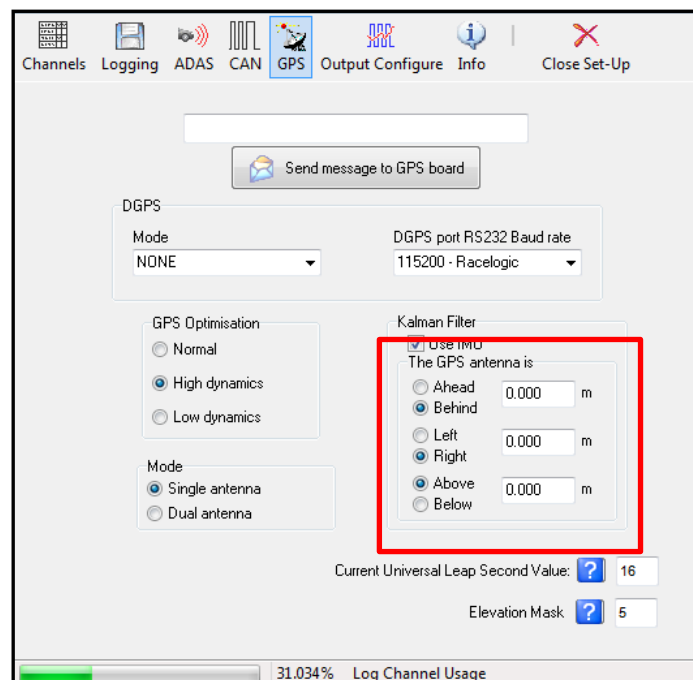 Channels Logging ADAS CAN GPS Output Configure Info Close Set-Up
Send message to GPS board
DGPS
Mode DGPS port RS232 Baud rate
NONE 115200 - Racelogic
GPS Optimisation
Normal
High dynamics
Low dynamics
Mode
Single antenna
Dual antenna
Kalman Filter
Use IMU
The GPS antenna is
Ahead 0.000 m
Behind
Left 0.000 m
Right
Above 0.000 m
Below
Current Universal Leap Second Value: ? 16
Elevation Mask ? 5
31.034% Log Channel Usage